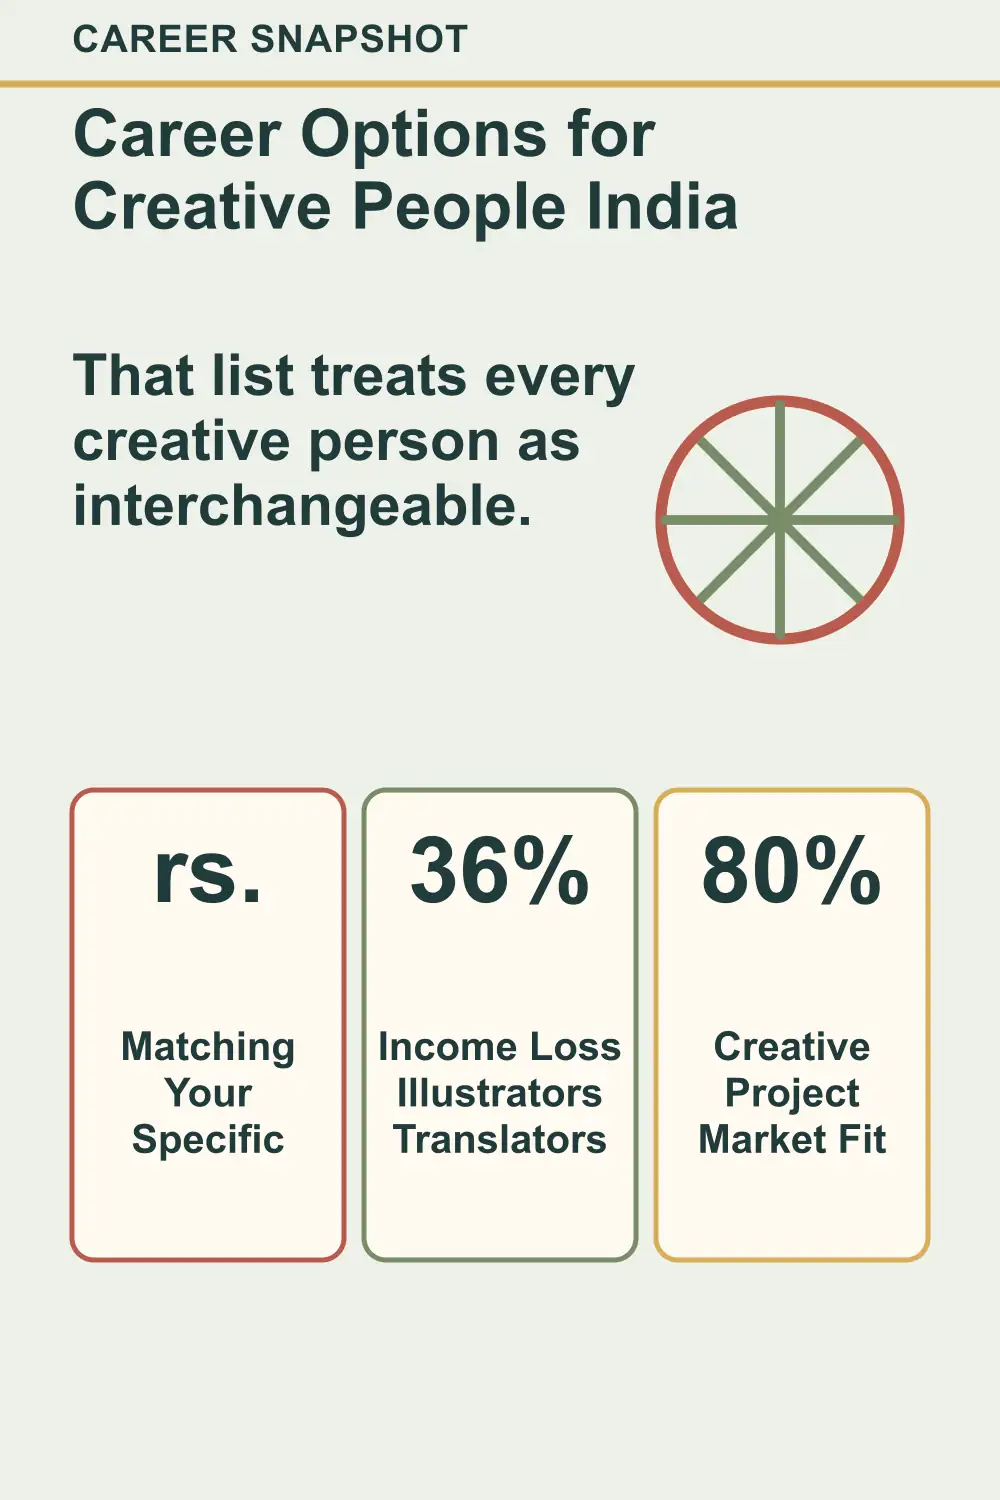 CAREER SNAPSHOT
Career Options for
Creative People India
That list treats every
creative person as
interchangeable.
rs.
Matching
Your
Specific
36%
Income Loss
Illustrators
Translators
80%
Creative
Project
Market Fit